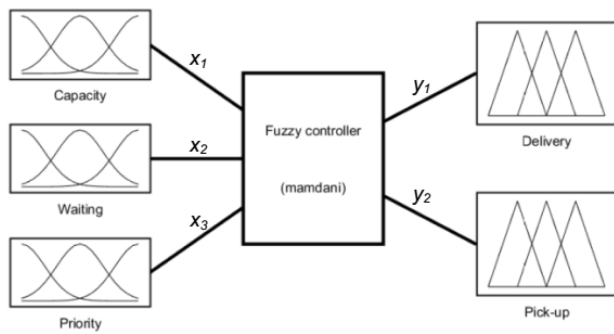 Capacity
Waiting
Priority
x1
x2
x3
Fuzzy controller
(mamdani)
y1
y2
Delivery
Pick-up